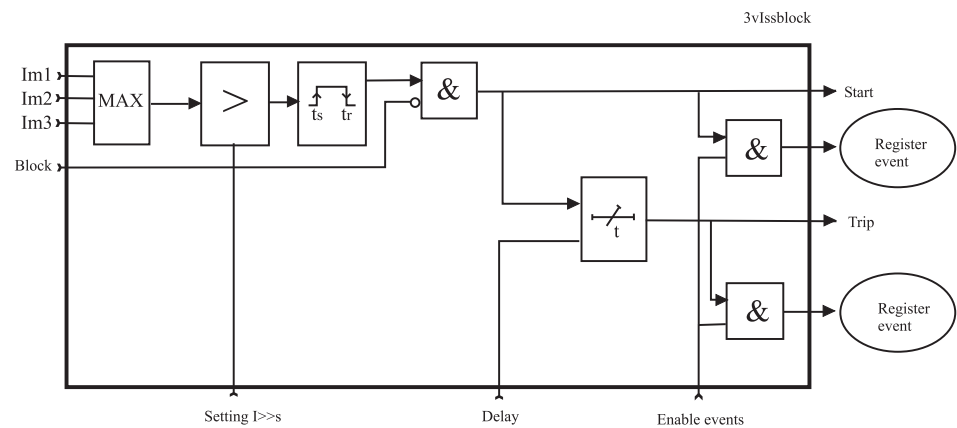 3vIssblock
Im1
Im2
Im3
MAX
>
ts
tr
&
Start
Block
&
Register
event
t
Trip
&
Register
event
Setting I>>s
Delay
Enable events